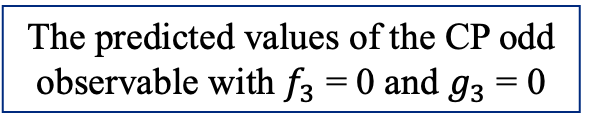 The predicted values of the CP odd
observable with f₃ = 0 and g₃ = 0